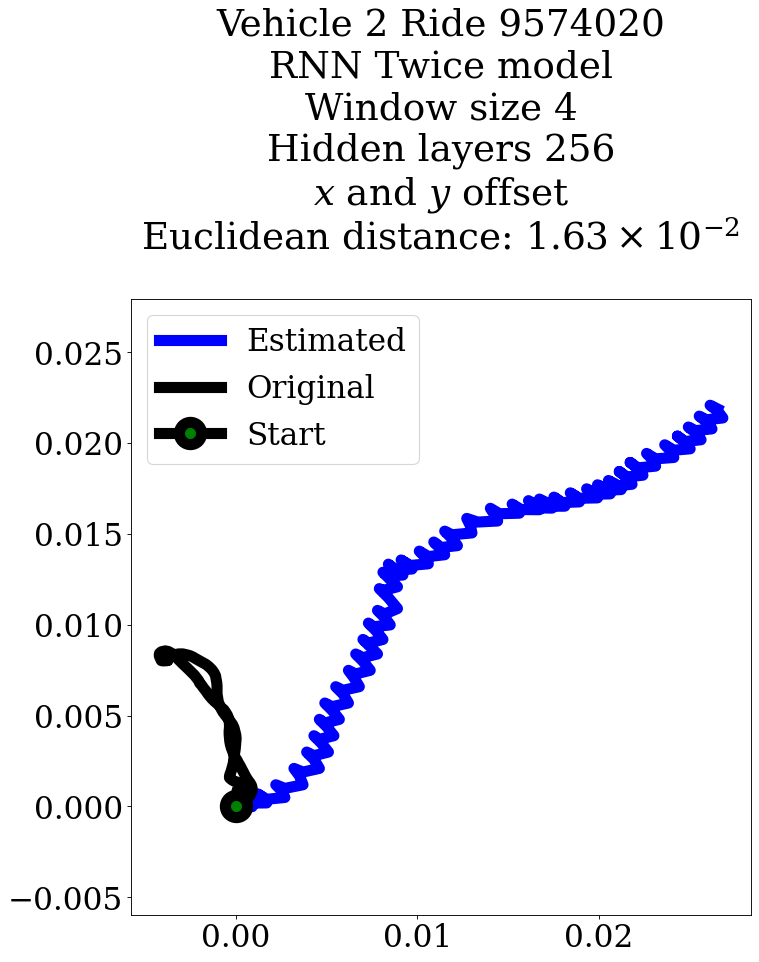 Vehicle 2 Ride 9574020
RNN Twice model
Window size 4
Hidden layers 256
x and y offset
Euclidean distance: 1.63 × 10⁻²
Estimated
Original
Start
0.025
0.020
0.015
0.010
0.005
0.000
−0.005
0.00 0.01 0.02